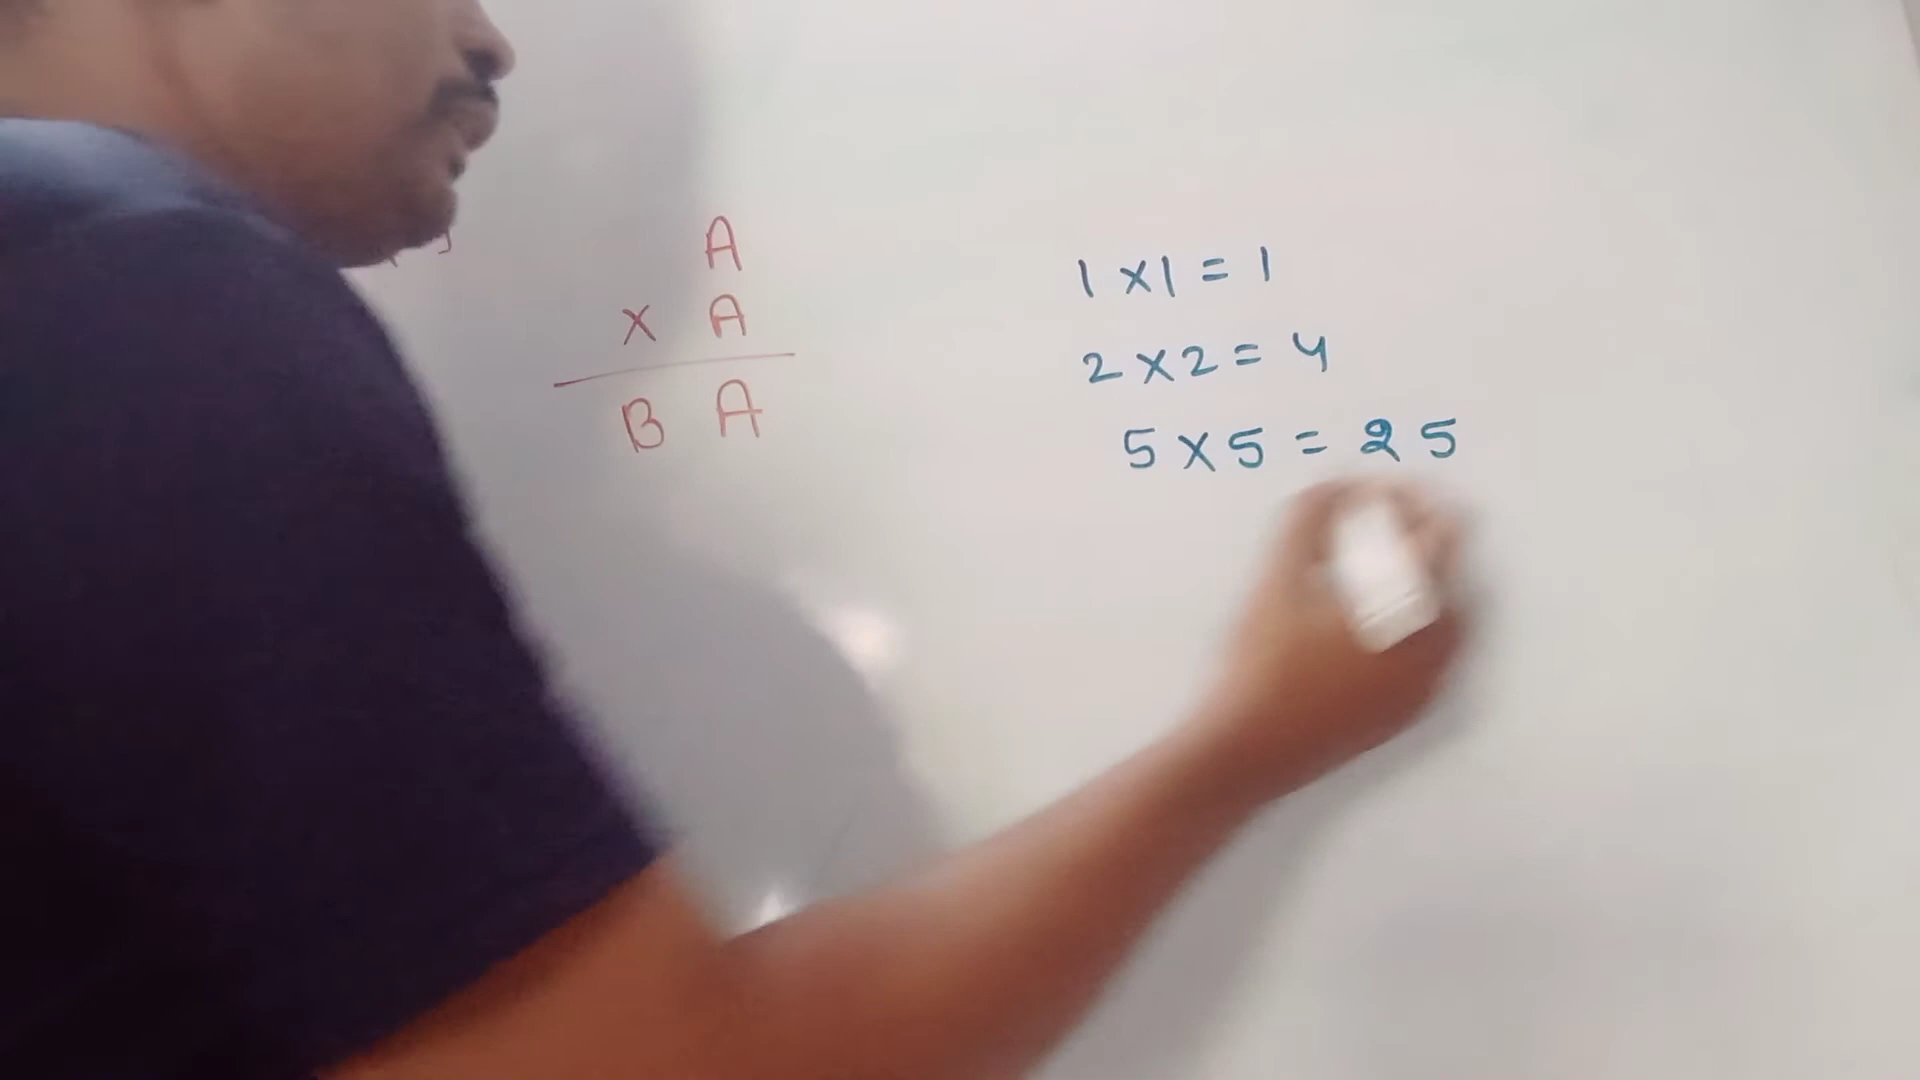 A
× A
B A
1 × 1 = 1
2 × 2 = 4
5 × 5 = 25